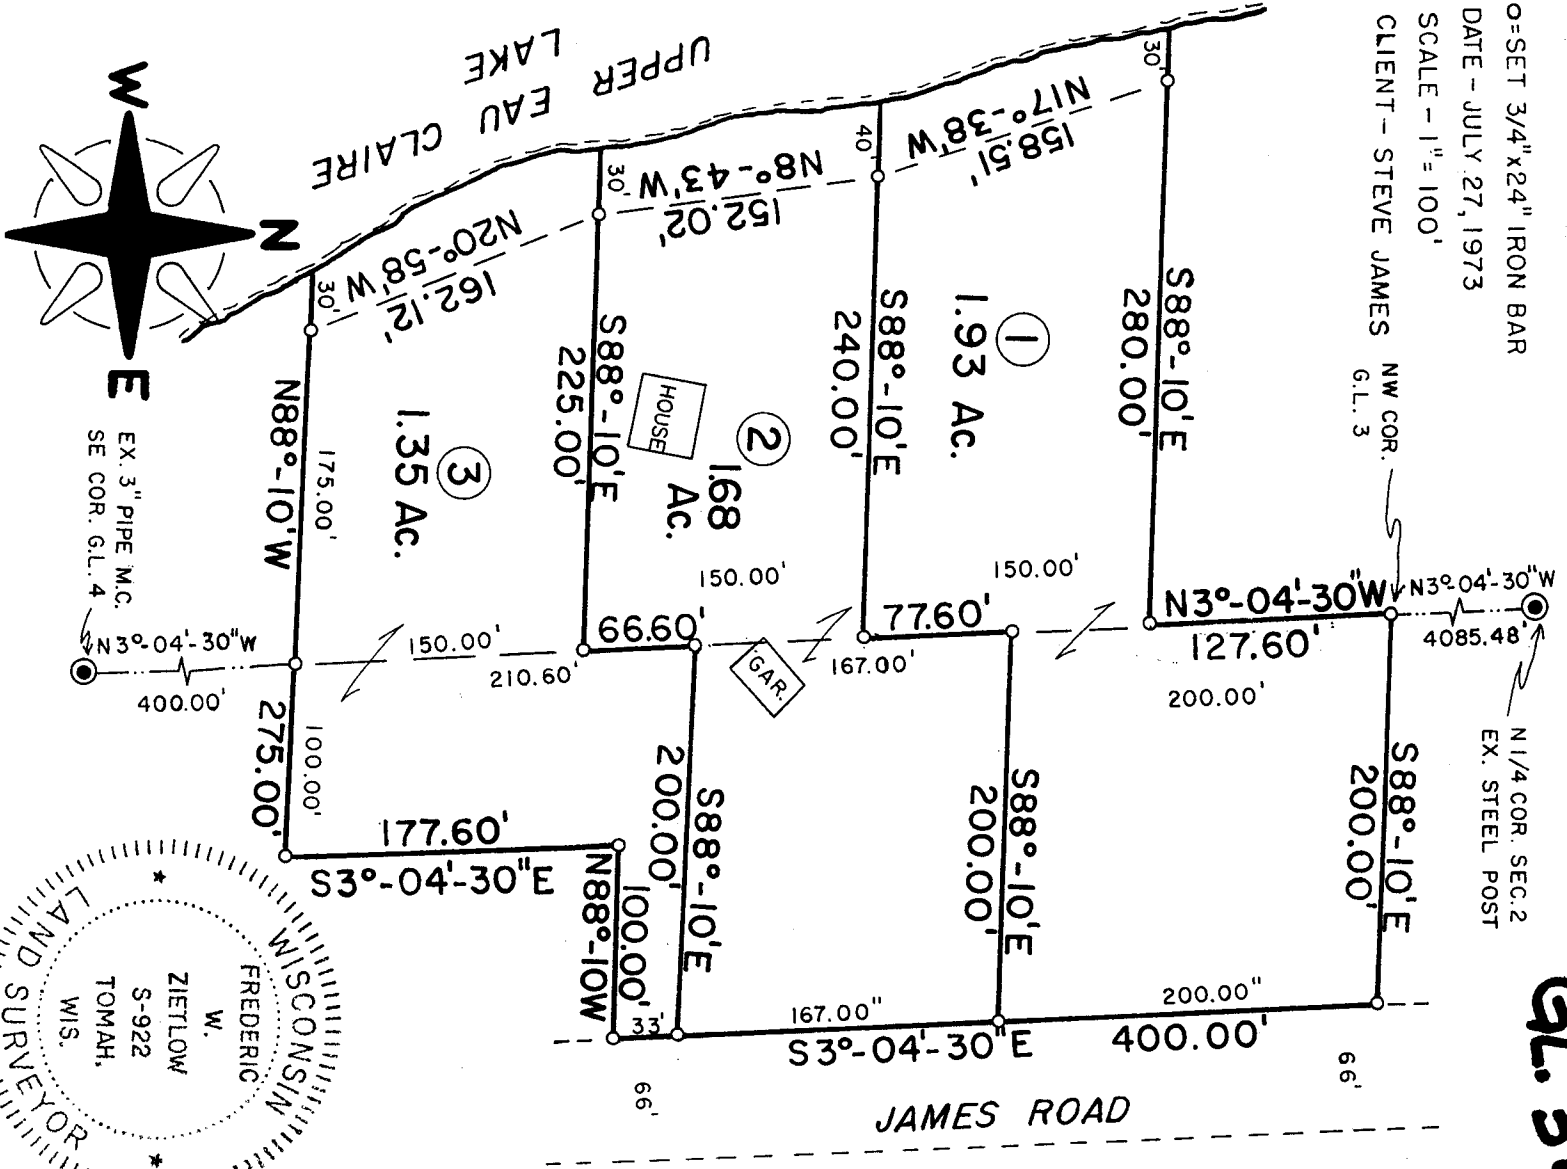 O=SET 3/4"x24" IRON BAR
DATE - JULY 27, 1973
SCALE - 1" = 100'
CLIENT - STEVE JAMES
NW COR.
G.L. 3
N3°-04'-30"W
4085.48'
N 1/4 COR. SEC. 2
EX. STEEL POST
UPPER EAU CLAIRE
LAKE
W
N
E
30'
N17°-38'W
158.51'
40'
N8°-43'W
152.02'
30'
N20°-58'W
162.12'
30'
S88°-10'E
280.00'
1
1.93 Ac.
S88°-10'E
240.00'
2
1.68
Ac.
HOUSE
S88°-10'E
225.00'
3
1.35 Ac.
175.00'
N88°-10'W
275.00'
100.00'
EX. 3" PIPE M.C.
SE COR. G.L. 4
N3°-04'-30"W
400.00'
150.00'
210.60'
66.60'
150.00'
GAR.
167.00'
77.60'
150.00'
N3°-04'-30"W
127.60'
200.00'
S88°-10'E
200.00'
S88°-10'E
200.00'
S88°-10'E
200.00'
177.60'
S3°-04'-30"E
100.00'
N88°-10W
33'
167.00"
200.00"
S3°-04'-30"E
400.00'
66'
66'
JAMES ROAD
WISCONSIN
FREDERIC
W.
ZIETLOW
S-922
TOMAH,
WIS.
LAND SURVEYOR